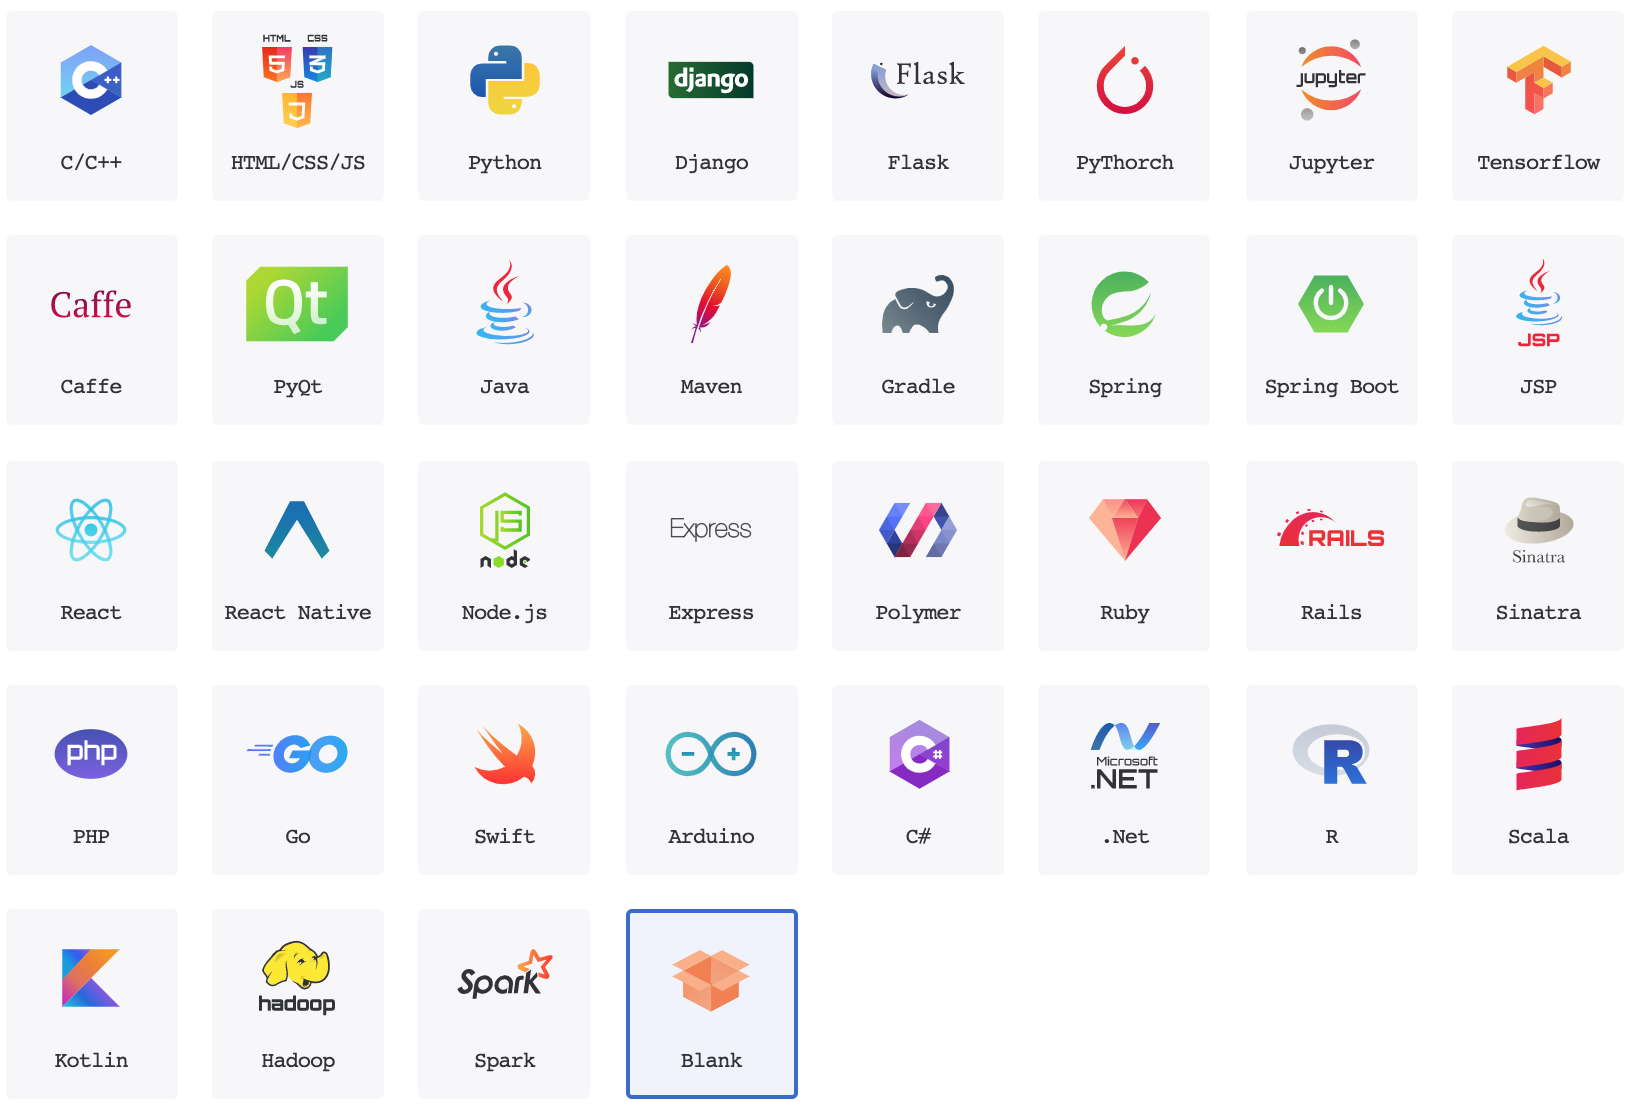 C++
HTML CSS
5 3
JS
J
django
Flask
jupyter
C/C++ HTML/CSS/JS Python Django Flask PyThorch Jupyter Tensorflow
Caffe Qt JSP
Caffe PyQt Java Maven Gradle Spring Spring Boot JSP
JS
node Express RAILS Sinatra
React React Native Node.js Express Polymer Ruby Rails Sinatra
php GO - + C# Microsoft .NET R
PHP Go Swift Arduino C# .Net R Scala
hadoop Spark
Kotlin Hadoop Spark Blank